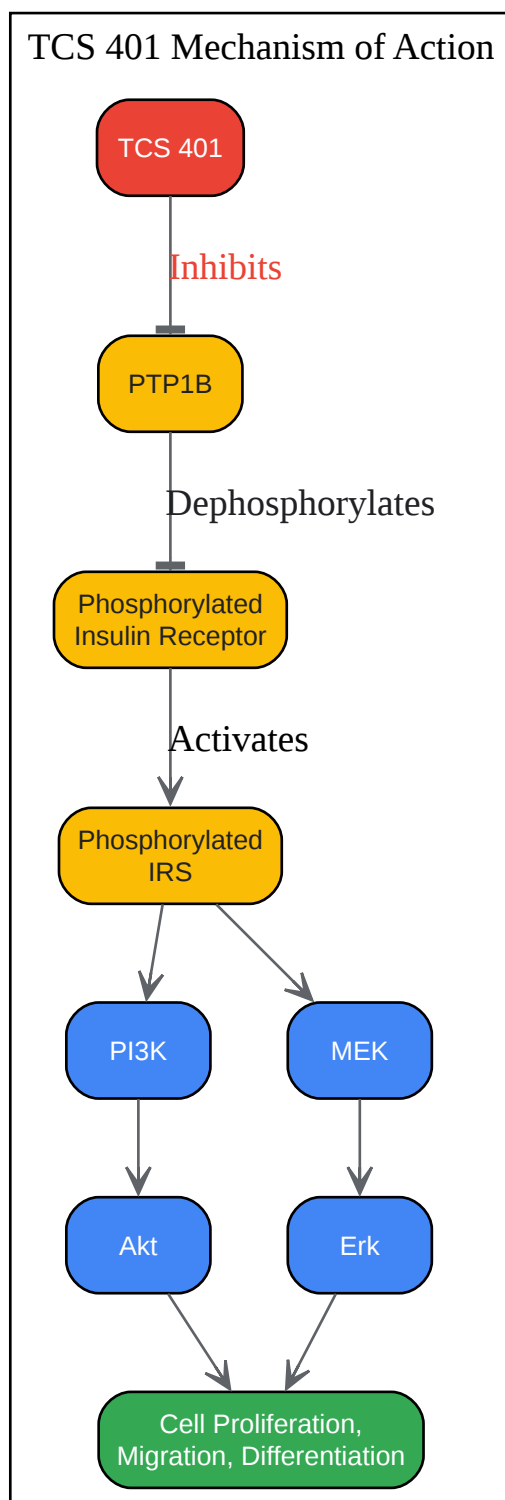 TCS 401 Mechanism of Action
TCS 401
Inhibits
PTP1B
Dephosphorylates
Phosphorylated
Insulin Receptor
Activates
Phosphorylated
IRS
PI3K
MEK
Akt
Erk
Cell Proliferation,
Migration, Differentiation